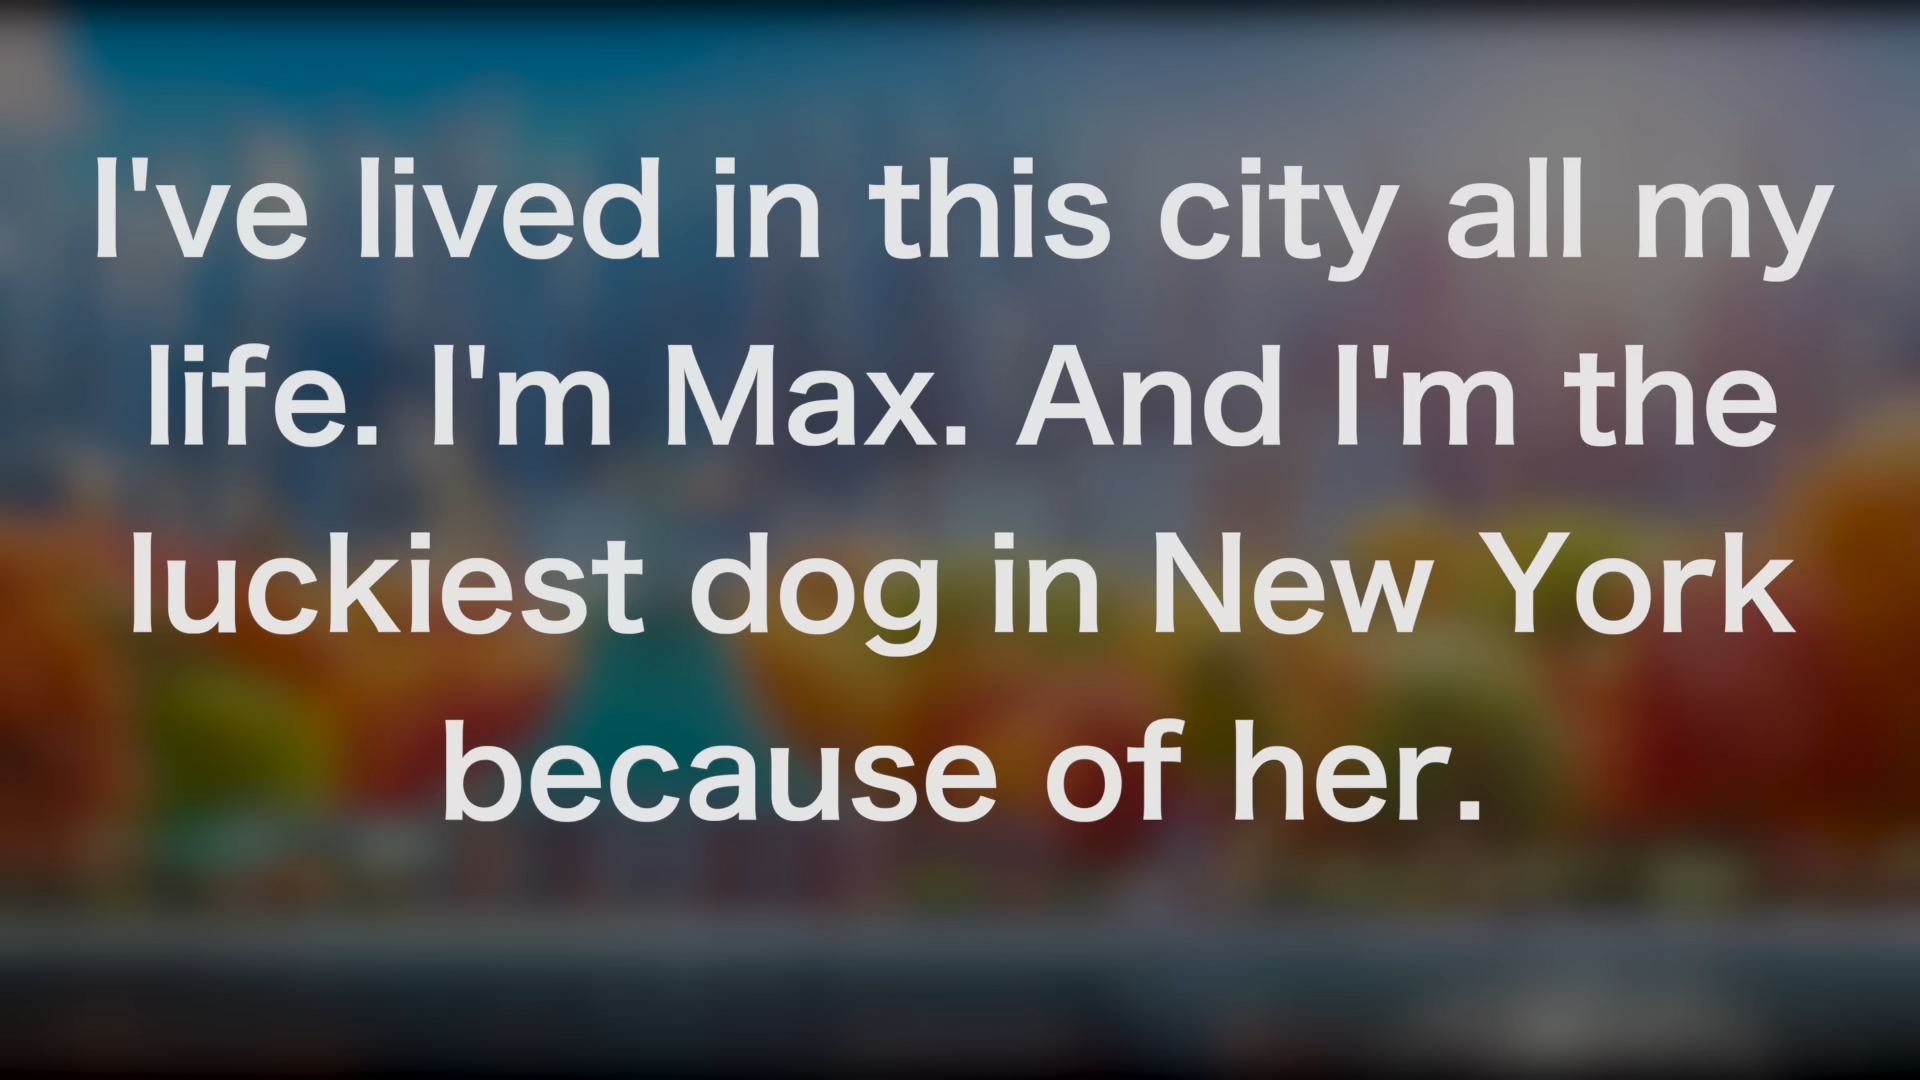 I've lived in this city all my
life. I'm Max. And I'm the
luckiest dog in New York
because of her.